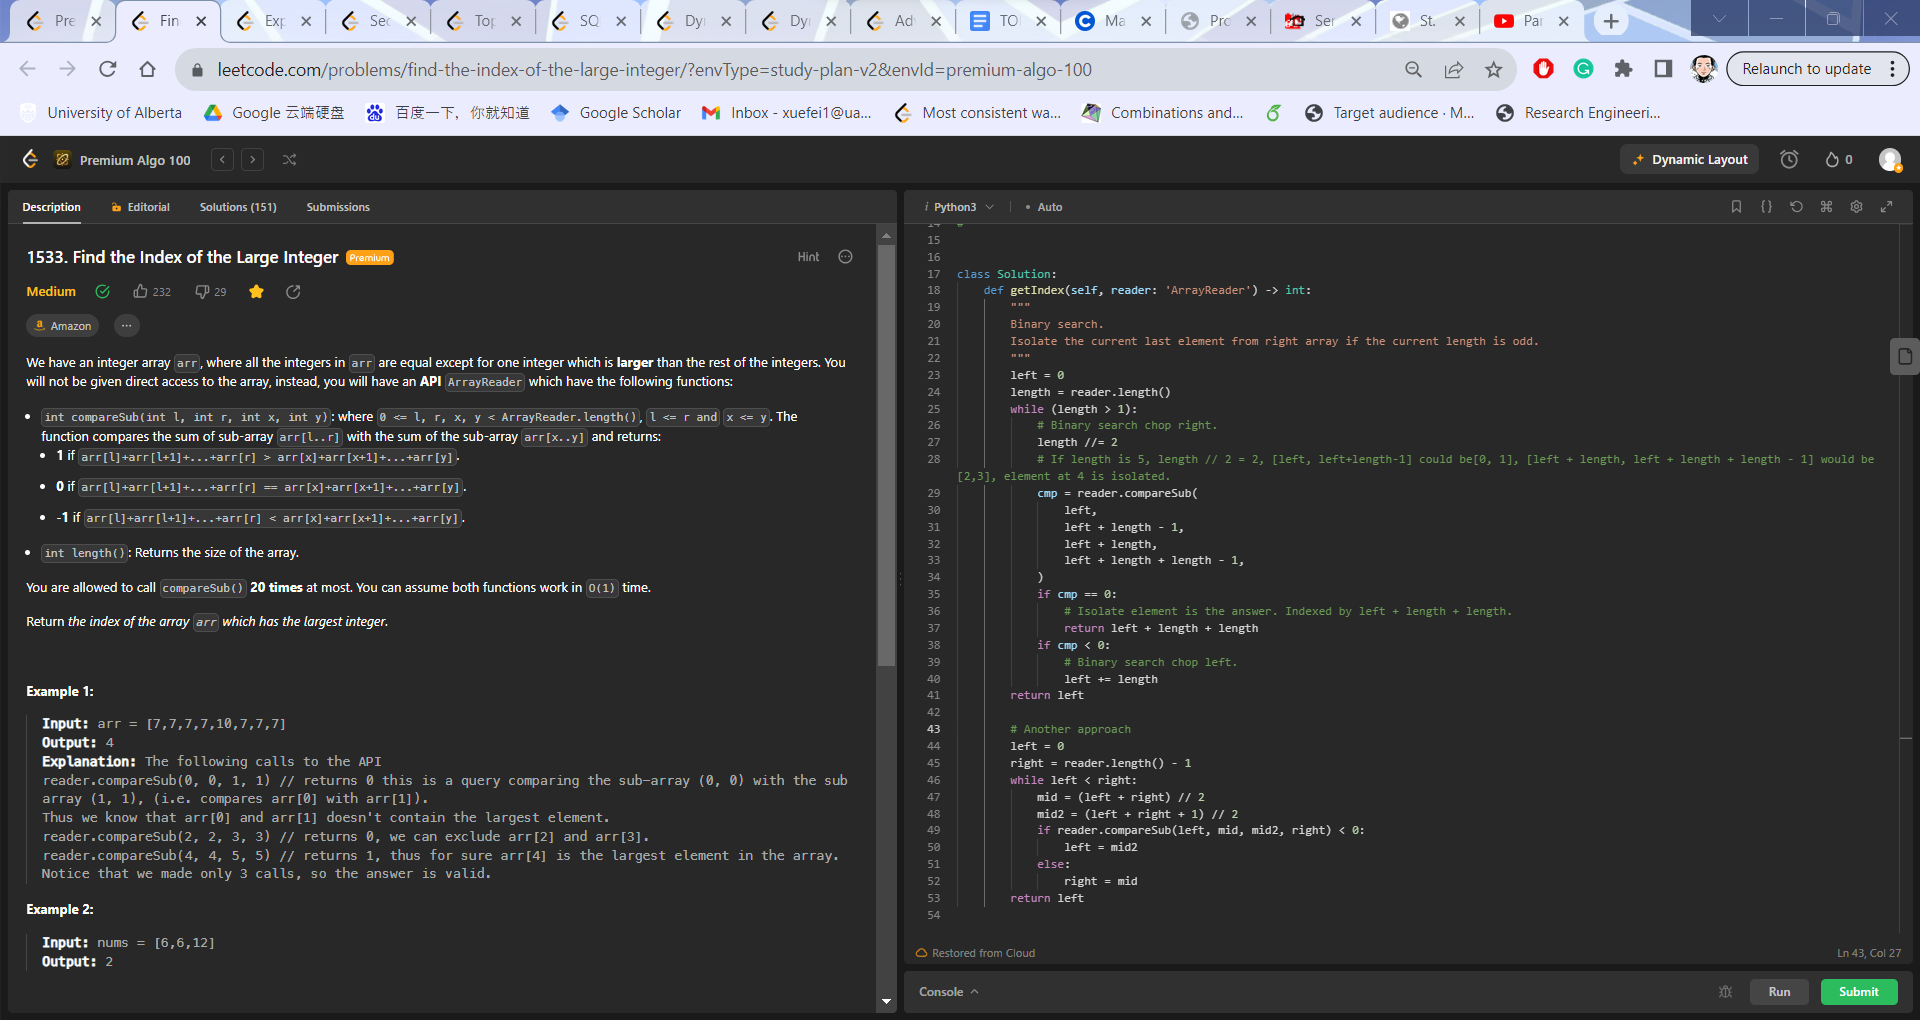 Pre
Fin
Exp
Sec
Top
SQ
Dyn
Dyn
Adv
TO
Ma
Pro
Ser
St.
Par
leetcode.com/problems/find-the-index-of-the-large-integer/?envType=study-plan-v2&envId=premium-algo-100
Relaunch to update
University of Alberta
Google 云端硬盘
百度一下，你就知道
Google Scholar
Inbox - xuefei1@ua...
Most consistent wa...
Combinations and...
Target audience · M...
Research Engineeri...
Premium Algo 100
Dynamic Layout
0
Description
Editorial
Solutions (151)
Submissions
1533. Find the Index of the Large Integer Premium
Hint
Medium
232
29
Amazon
We have an integer array arr, where all the integers in arr are equal except for one integer which is larger than the rest of the integers. You
will not be given direct access to the array, instead, you will have an API ArrayReader which have the following functions:
int compareSub(int l, int r, int x, int y): where 0 <= l, r, x, y < ArrayReader.length(), l <= r and x <= y. The
function compares the sum of sub-array arr[l..r] with the sum of the sub-array arr[x..y] and returns:
1 if arr[l]+arr[l+1]+...+arr[r] > arr[x]+arr[x+1]+...+arr[y].
0 if arr[l]+arr[l+1]+...+arr[r] == arr[x]+arr[x+1]+...+arr[y].
-1 if arr[l]+arr[l+1]+...+arr[r] < arr[x]+arr[x+1]+...+arr[y].
int length(): Returns the size of the array.
You are allowed to call compareSub() 20 times at most. You can assume both functions work in O(1) time.
Return the index of the array arr which has the largest integer.
Example 1:
Input: arr = [7,7,7,7,10,7,7,7]
Output: 4
Explanation: The following calls to the API
reader.compareSub(0, 0, 1, 1) // returns 0 this is a query comparing the sub-array (0, 0) with the sub
array (1, 1), (i.e. compares arr[0] with arr[1]).
Thus we know that arr[0] and arr[1] doesn't contain the largest element.
reader.compareSub(2, 2, 3, 3) // returns 0, we can exclude arr[2] and arr[3].
reader.compareSub(4, 4, 5, 5) // returns 1, thus for sure arr[4] is the largest element in the array.
Notice that we made only 3 calls, so the answer is valid.
Example 2:
Input: nums = [6,6,12]
Output: 2
i Python3
• Auto
14 #
15
16
17 class Solution:
18 def getIndex(self, reader: 'ArrayReader') -> int:
19 """
20 Binary search.
21 Isolate the current last element from right array if the current length is odd.
22 """
23 left = 0
24 length = reader.length()
25 while (length > 1):
26 # Binary search chop right.
27 length //= 2
28 # If length is 5, length // 2 = 2, [left, left+length-1] could be[0, 1], [left + length, left + length + length - 1] would be
[2,3], element at 4 is isolated.
29 cmp = reader.compareSub(
30 left,
31 left + length - 1,
32 left + length,
33 left + length + length - 1,
34 )
35 if cmp == 0:
36 # Isolate element is the answer. Indexed by left + length + length.
37 return left + length + length
38 if cmp < 0:
39 # Binary search chop left.
40 left += length
41 return left
42
43 # Another approach
44 left = 0
45 right = reader.length() - 1
46 while left < right:
47 mid = (left + right) // 2
48 mid2 = (left + right + 1) // 2
49 if reader.compareSub(left, mid, mid2, right) < 0:
50 left = mid2
51 else:
52 right = mid
53 return left
54
Restored from Cloud
Ln 43, Col 27
Console
Run
Submit